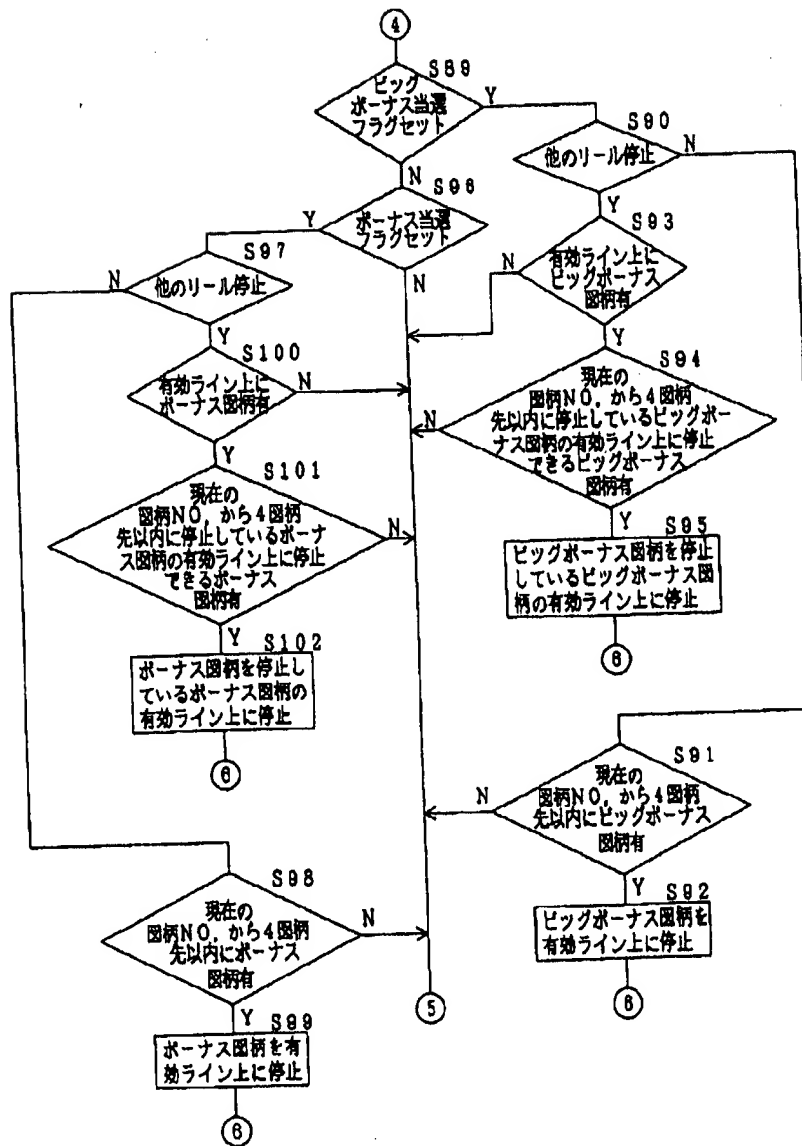 ④
S89
ビッグ
ボーナス当選
フラグセット
Y
N
S90
他のリール停止
N
Y
S96
ボーナス当選
フラグセット
Y
N
S93
有効ライン上に
ビッグボーナス
図柄有
N
Y
S97
他のリール停止
N
Y
S100
有効ライン上に
ボーナス図柄有
N
Y
S94
現在の
図柄NO,から4図柄
先以内に停止しているビッグボー
ナス図柄の有効ライン上に停止
できるビッグボーナス
図柄有
N
Y
S101
現在の
図柄NO,から4図柄
先以内に停止しているボーナ
ス図柄の有効ライン上に停止
できるボーナス
図柄有
N
Y
S95
ビッグボーナス図柄を停止
しているビッグボーナス図
柄の有効ライン上に停止
⑥
S102
ボーナス図柄を停止し
ているボーナス図柄の
有効ライン上に停止
⑥
S91
現在の
図柄NO,から4図柄
先以内にビッグボーナス
図柄有
N
Y
S92
ビッグボーナス図柄を
有効ライン上に停止
⑥
S98
現在の
図柄NO,から4図柄
先以内にボーナス
図柄有
N
Y
⑤
S99
ボーナス図柄を有
効ライン上に停止
⑥